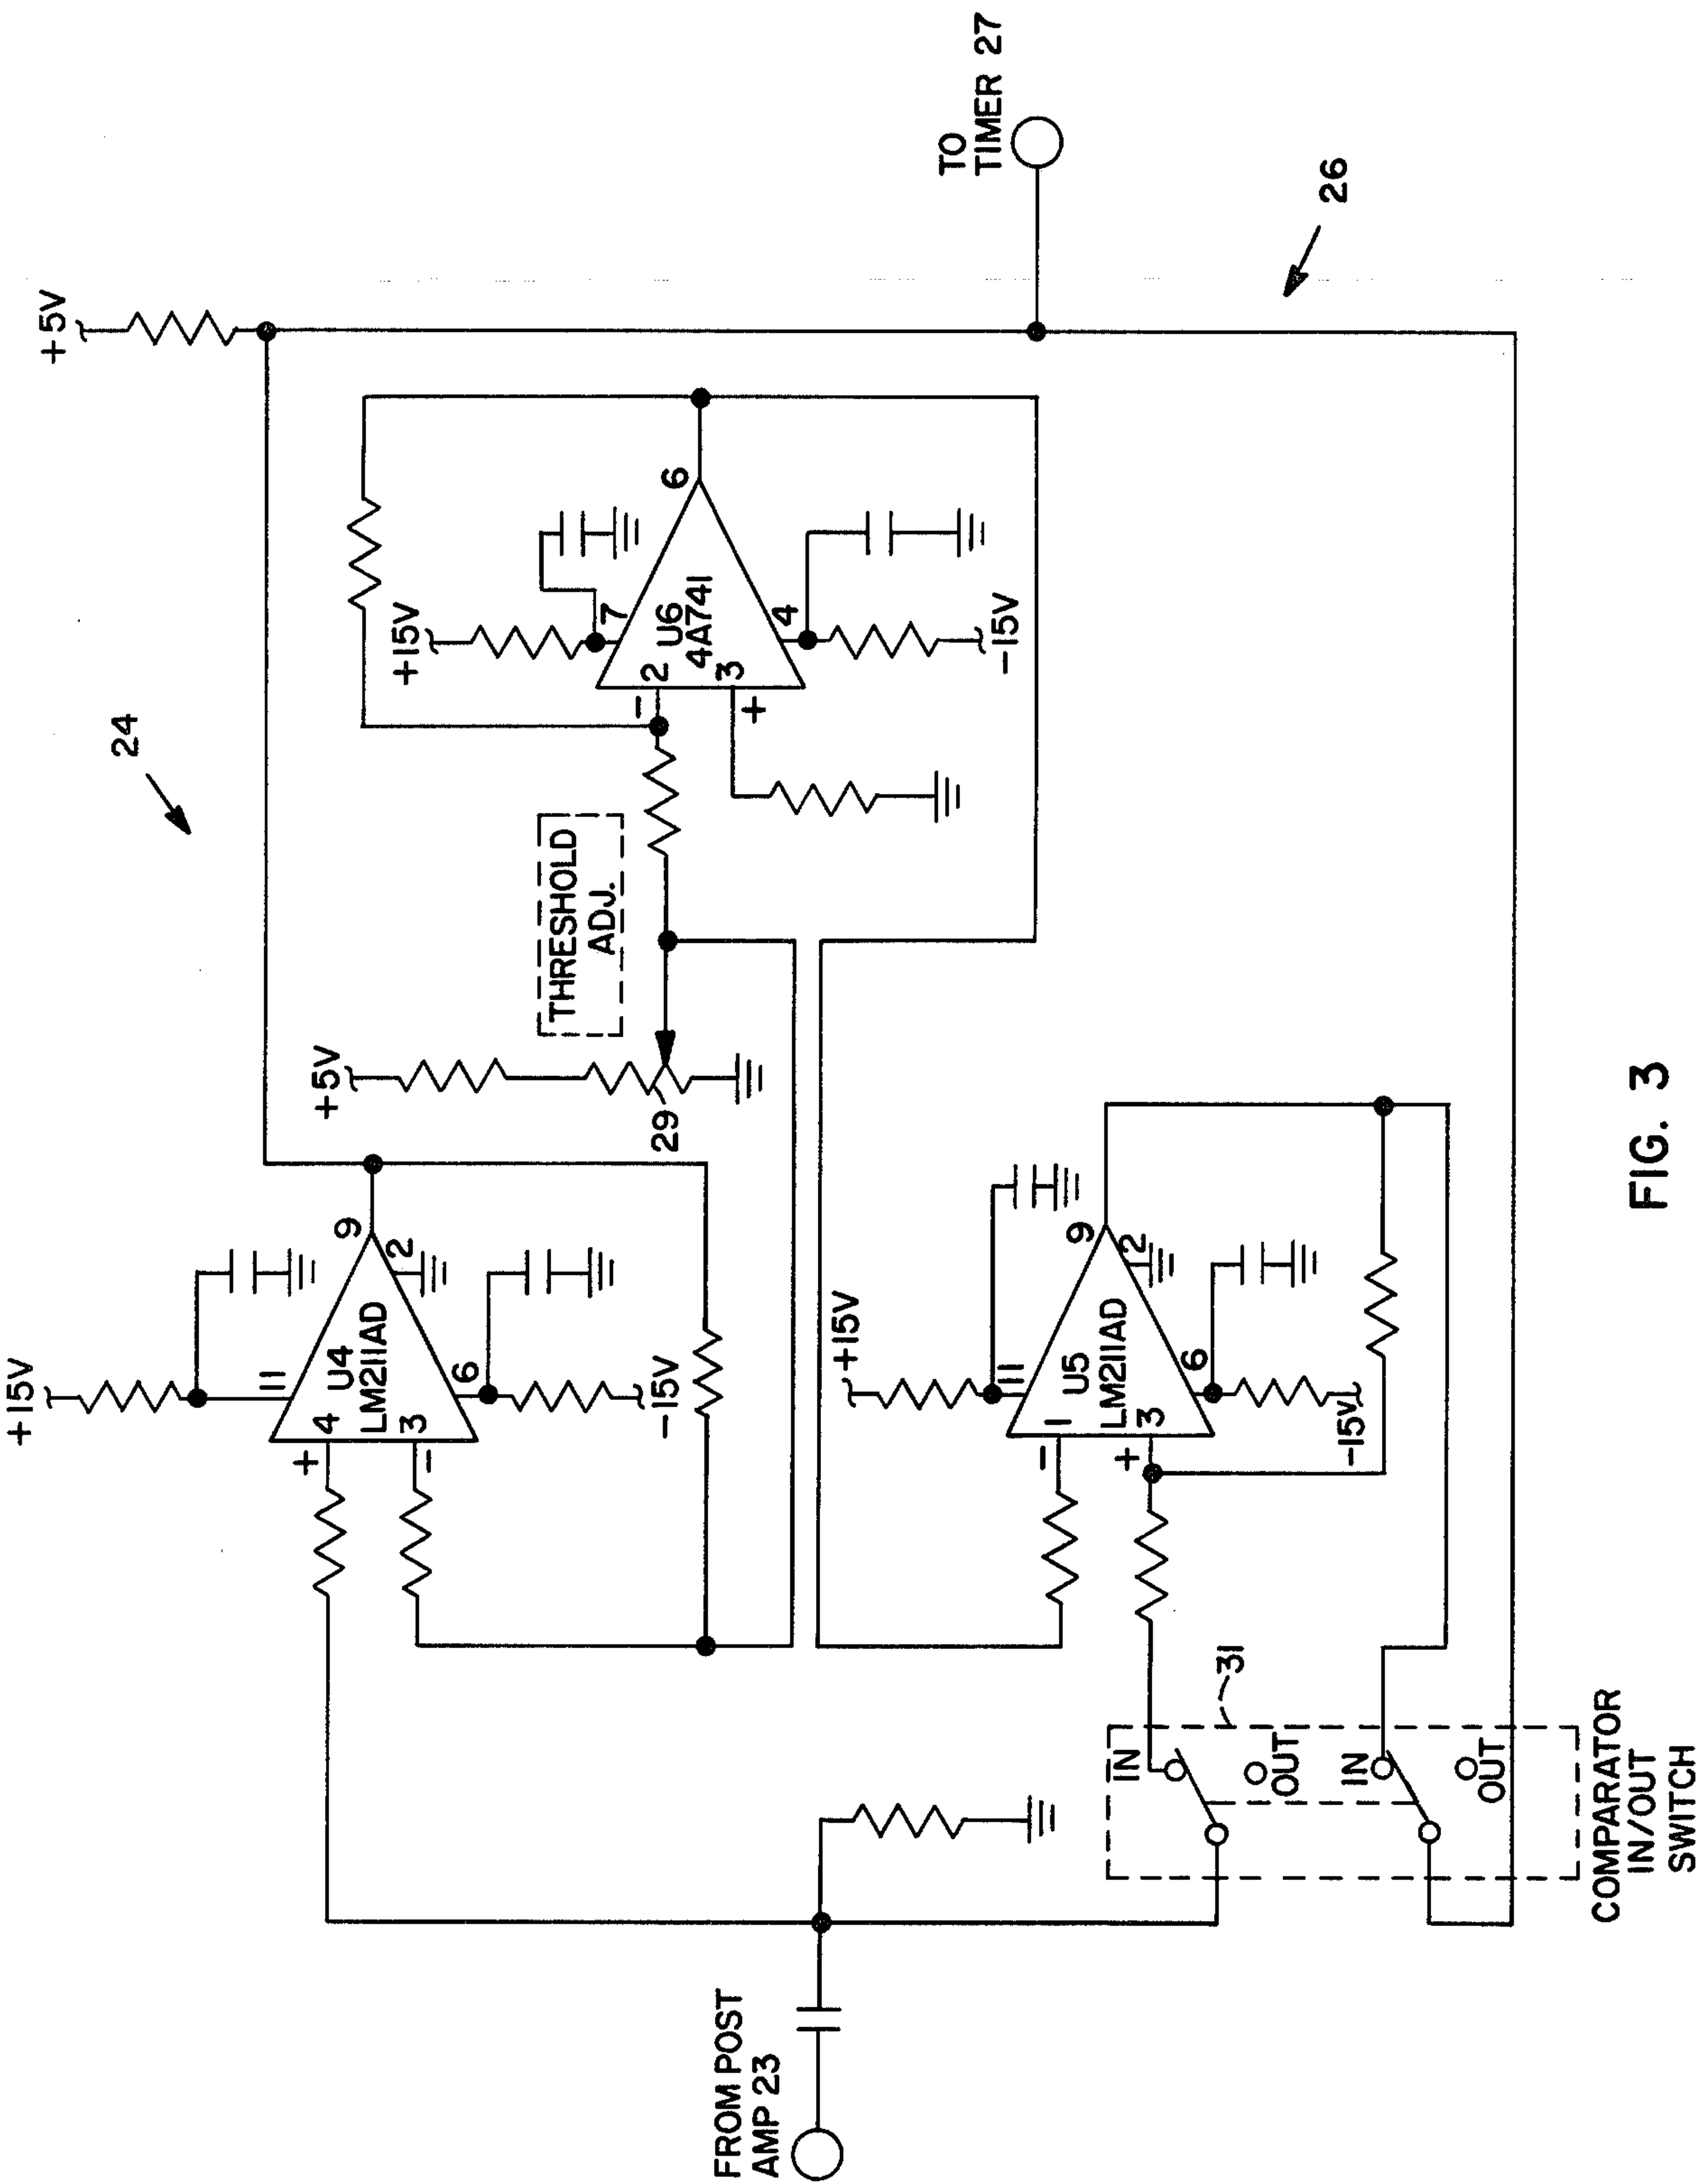 24
26
+5V
+15V
11
+
4
U4
LM211AD
9
2
3
-
6
-15V
+5V
29
THRESHOLD
ADJ.
+15V
7
-
2
U6
4A741
6
3
+
4
-15V
TO
TIMER 27
FROM POST
AMP 23
+15V
11
-
1
U5
LM211AD
9
2
3
+
6
-15V
31
IN
OUT
IN
OUT
COMPARATOR
IN/OUT
SWITCH
FIG. 3